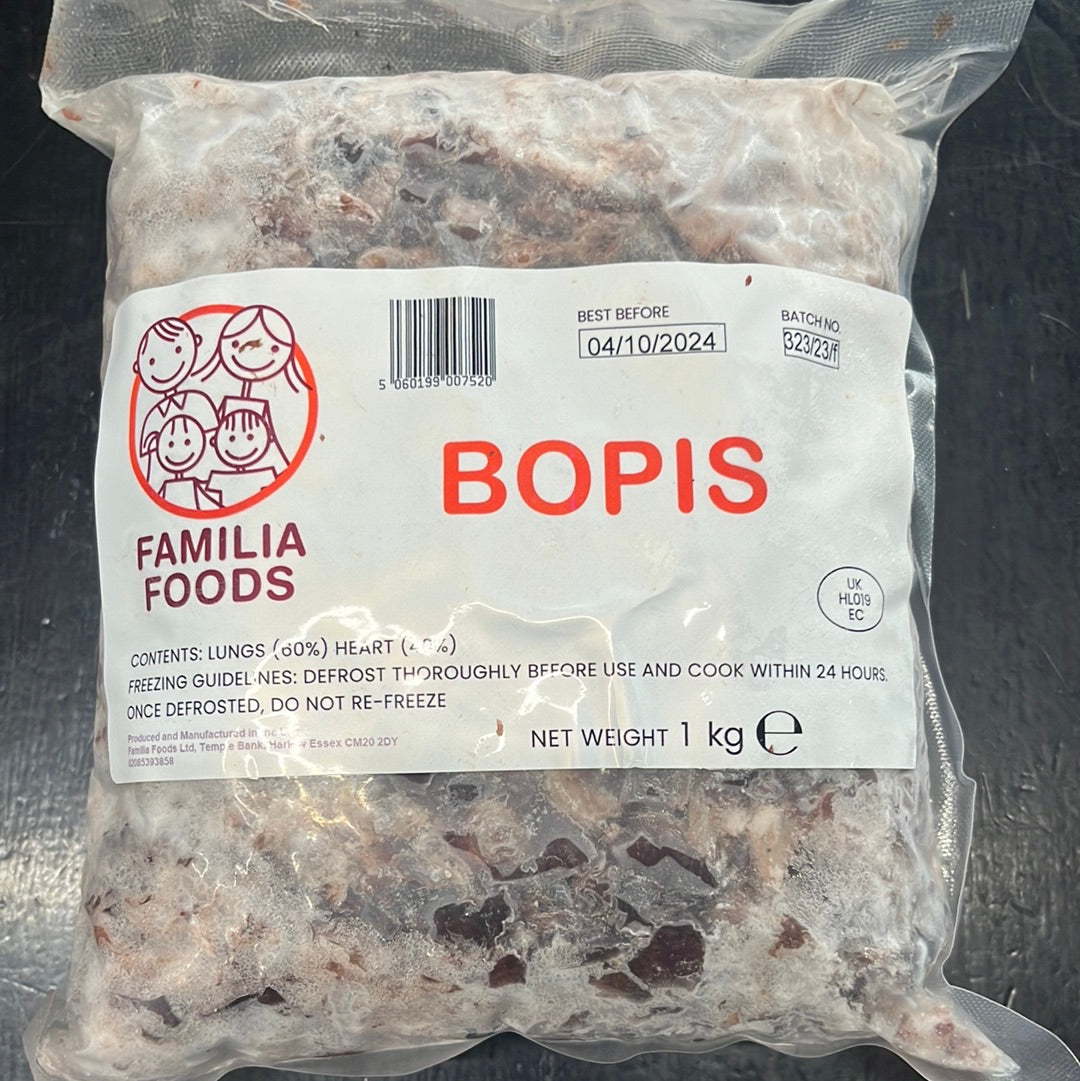 BEST BEFORE
04/10/2024
BATCH NO.
323/23/f
5 060199 007520
BOPIS
FAMILIA
FOODS
UK
HL019
EC
CONTENTS: LUNGS (60%) HEART
FREEZING GUIDELINES: DEFROST THOROUGHLY BEFORE USE AND COOK WITHIN 24 HOURS.
ONCE DEFROSTED, DO NOT RE-FREEZE
Produced and Manufactured in the
Familia Foods Ltd, Temple Bank, Harlow Essex CM20 2DY
02085393858
NET WEIGHT 1 kg e